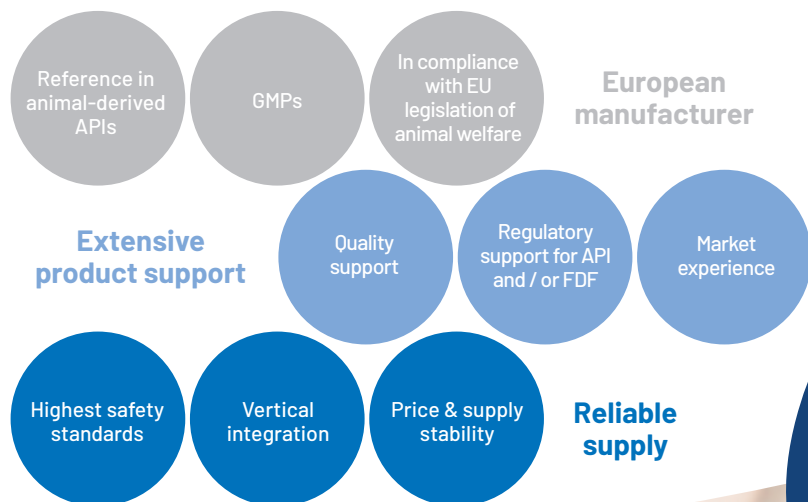 Reference in
animal-derived
APIs
GMPs
In compliance
with EU
legislation of
animal welfare
European
manufacturer
Extensive
product support
Quality
support
Regulatory
support for API
and / or FDF
Market
experience
Highest safety
standards
Vertical
integration
Price & supply
stability
Reliable
supply